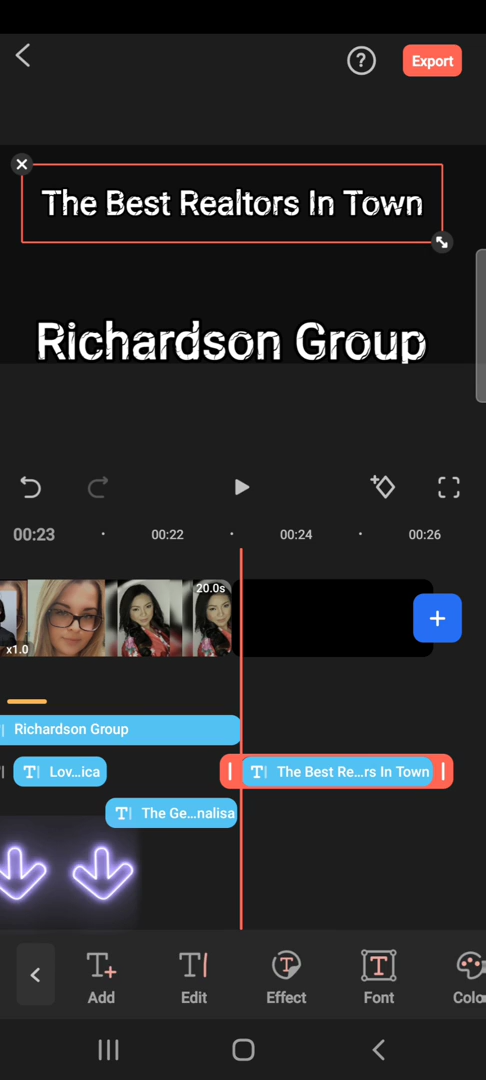 Export
The Best Realtors In Town
Richardson Group
00:23
00:22
00:24
00:26
20.0s
x1.0
Richardson Group
Lov...ica
The Best Re...rs In Town
The Ge...nalisa
Add
Edit
Effect
Font
Colo